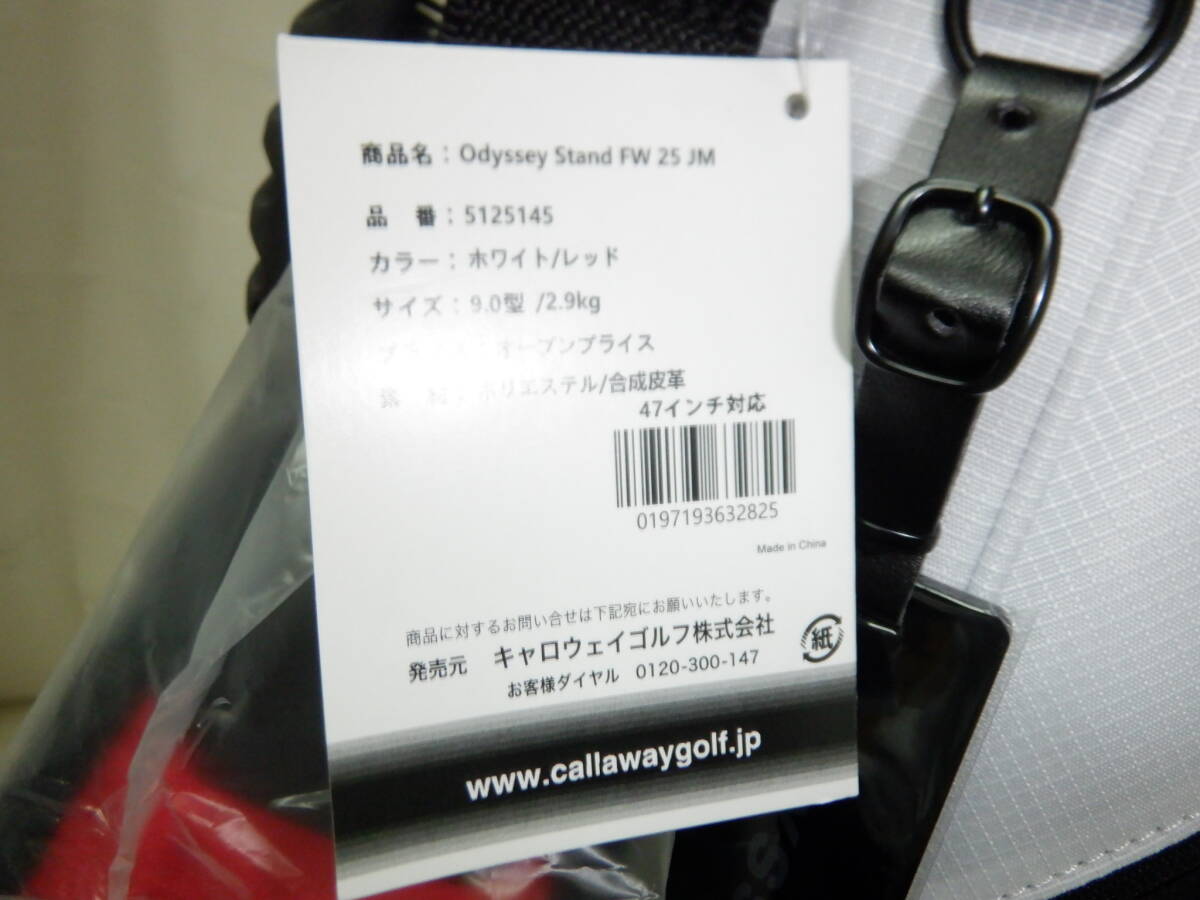 商品名：Odyssey Stand FW 25 JM
品　番：5125145
カラー：ホワイト/レッド
サイズ：9.0型 /2.9kg
プライス：オープンプライス
：ポリエステル/合成皮革
47インチ対応
0197193632825
Made in China
商品に対するお問い合せは下記宛にお願いいたします。
発売元 キャロウェイゴルフ株式会社
お客様ダイヤル 0120-300-147
紙
www.callawaygolf.jp